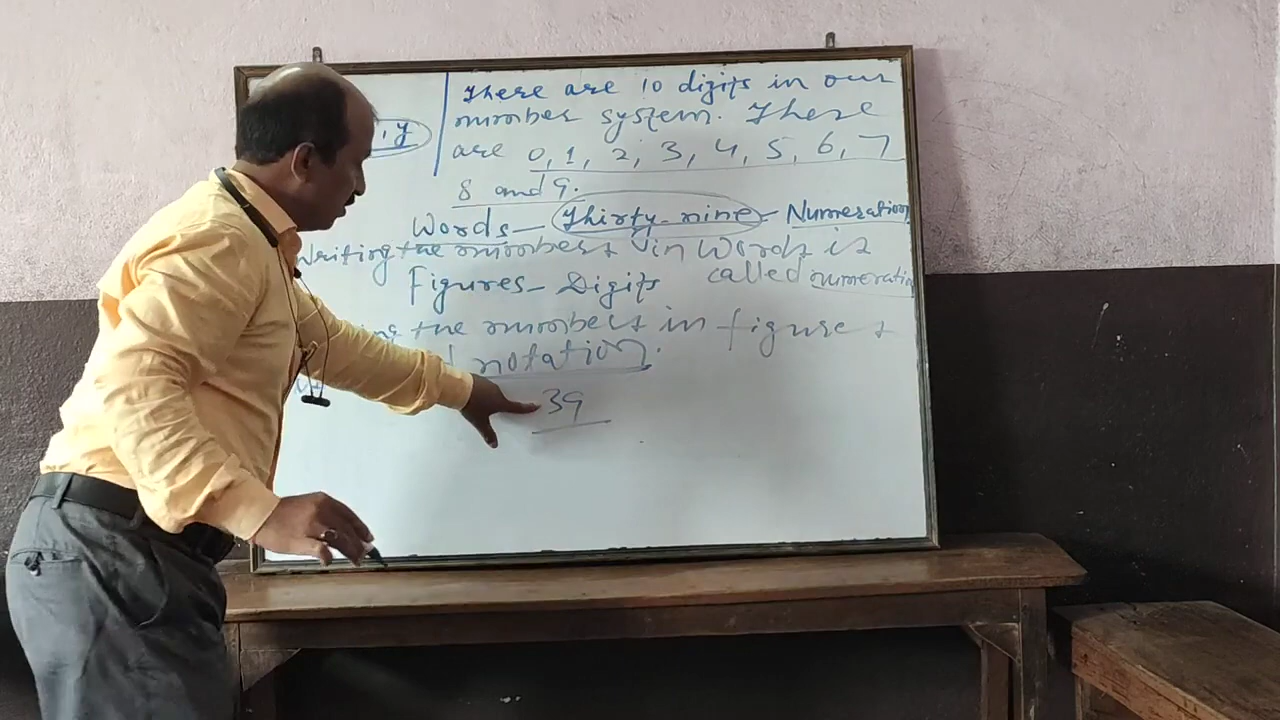 There are 10 digits in our
number system. These
are 0, 1, 2, 3, 4, 5, 6, 7
8 and 9.
Words - Thirty-nine - Numeration
Writing the numbers in words is
called numeration
Figures - Digits
the numbers in figures
notation.
39